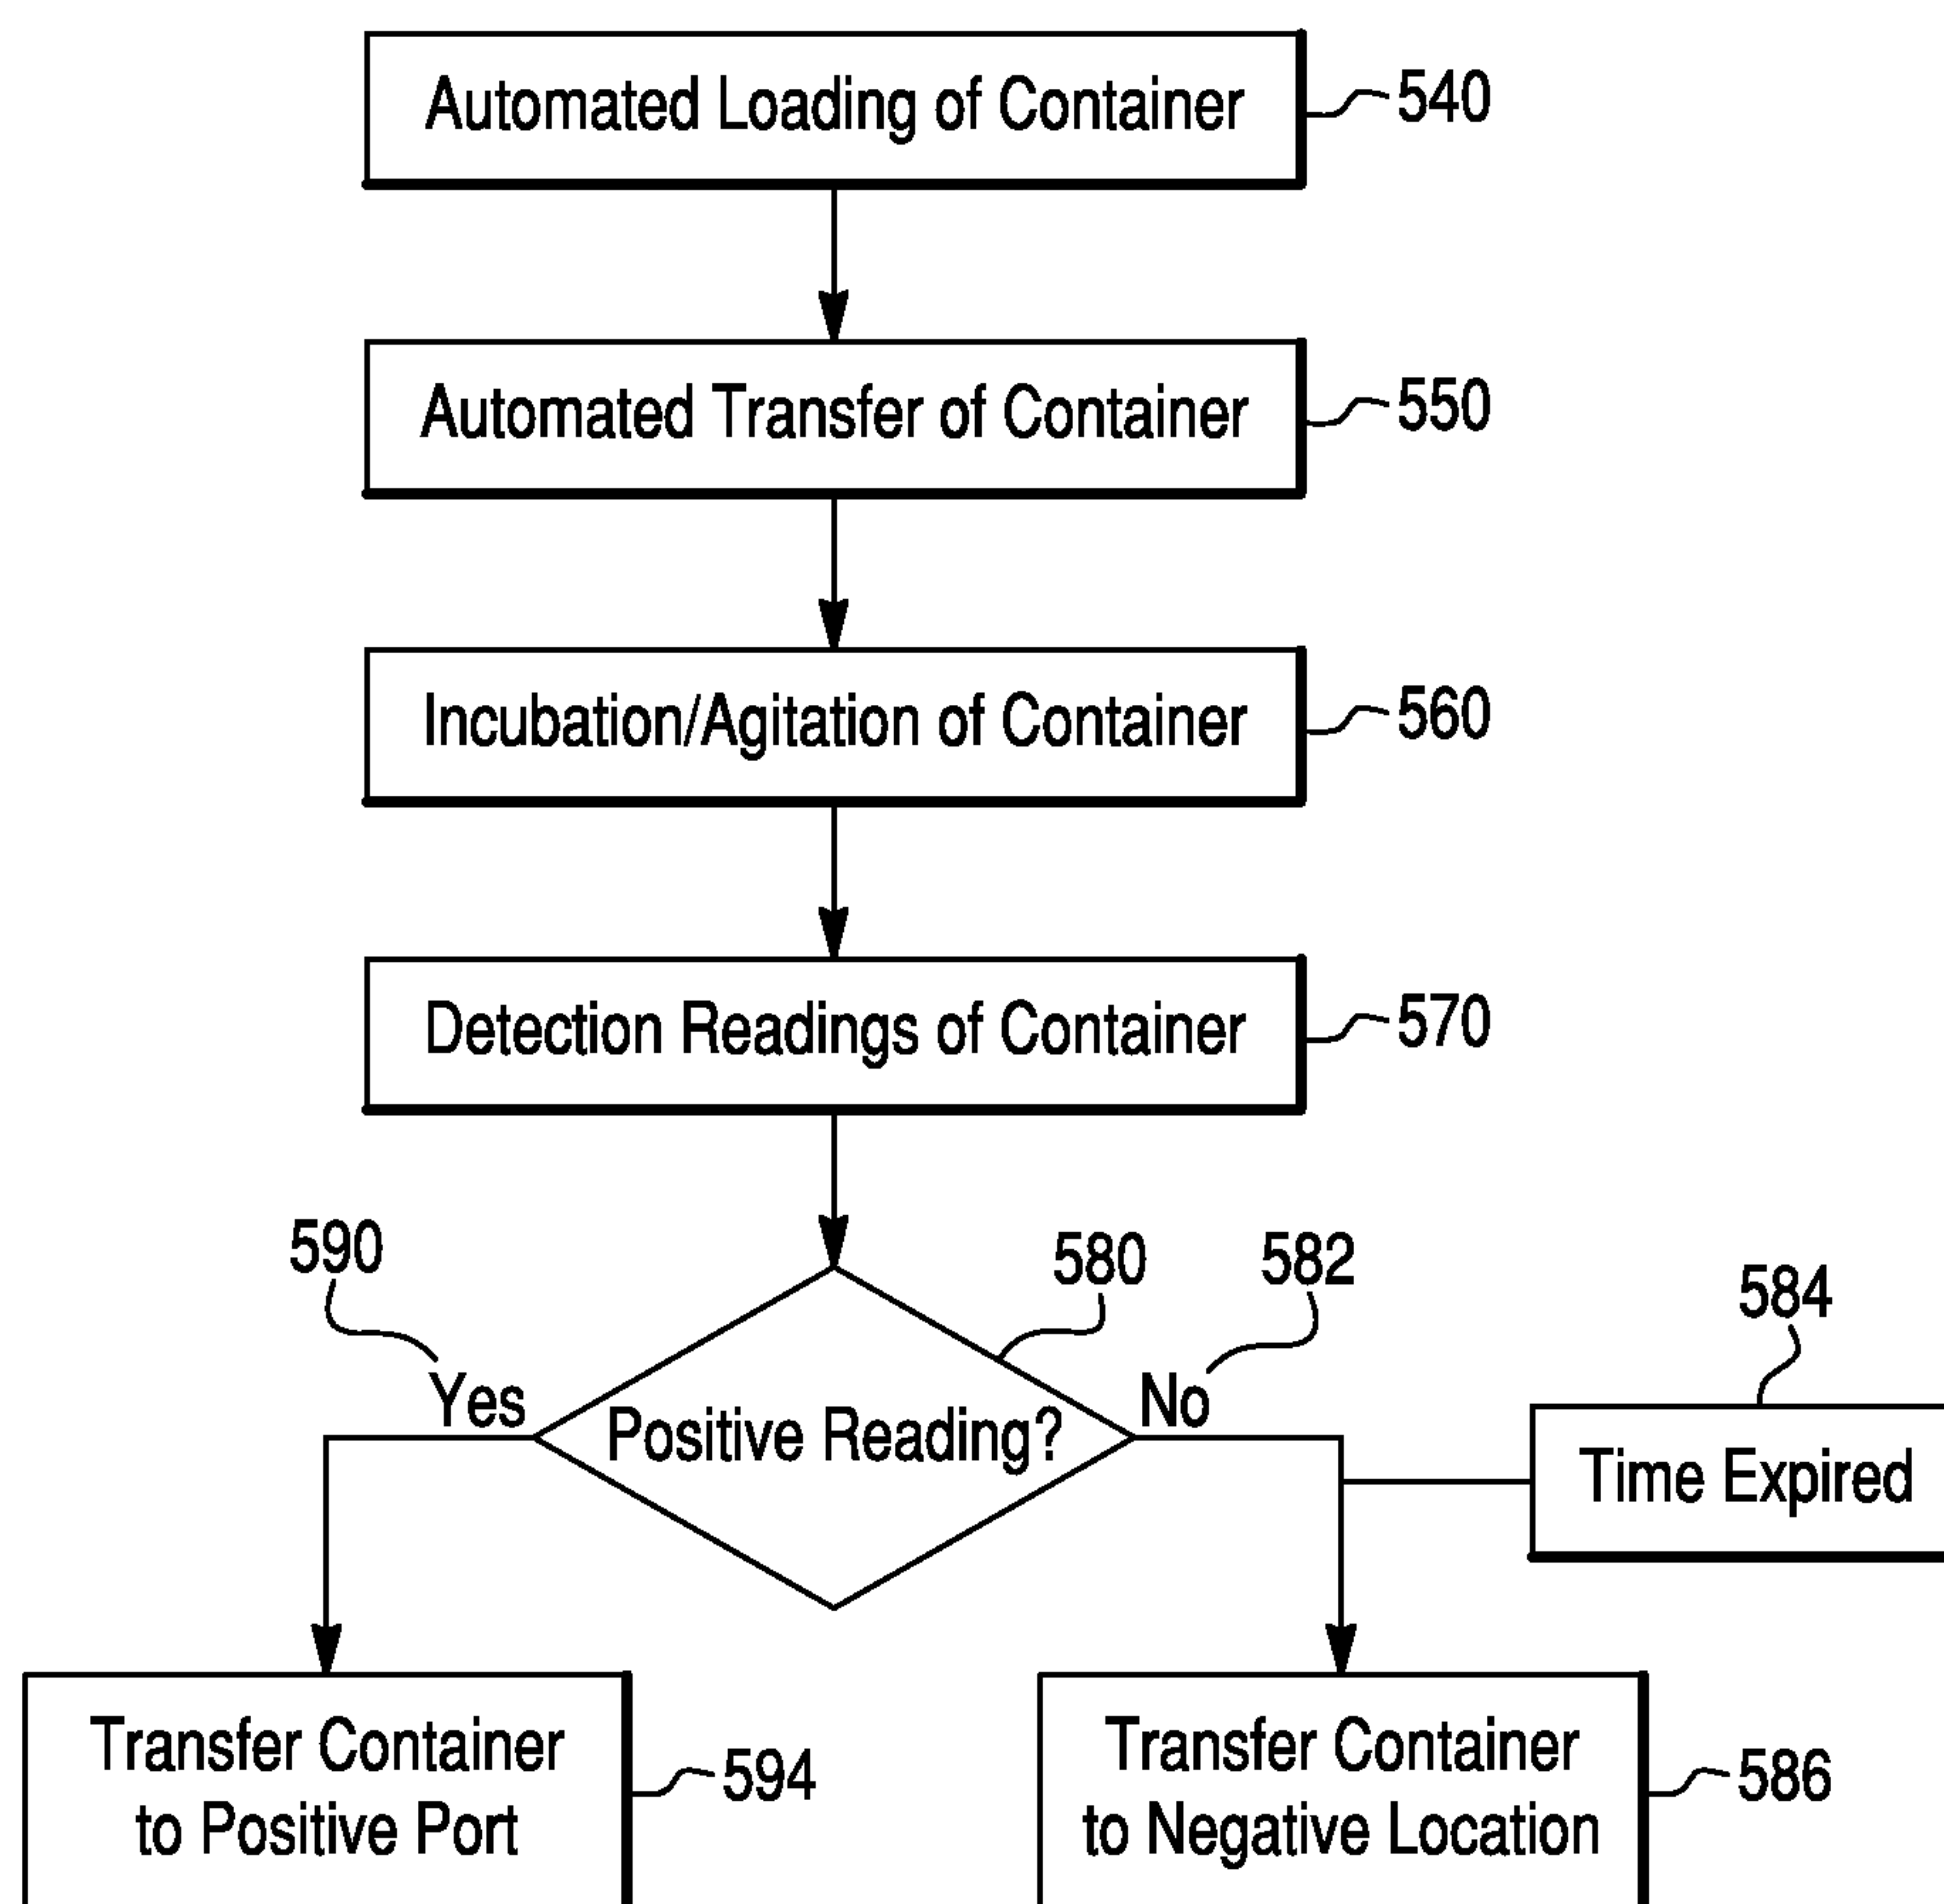 Automated Loading of Container
540
Automated Transfer of Container
550
Incubation/Agitation of Container
560
Detection Readings of Container
570
590
580
582
584
Yes
Positive Reading?
No
Time Expired
Transfer Container
to Positive Port
594
Transfer Container
to Negative Location
586